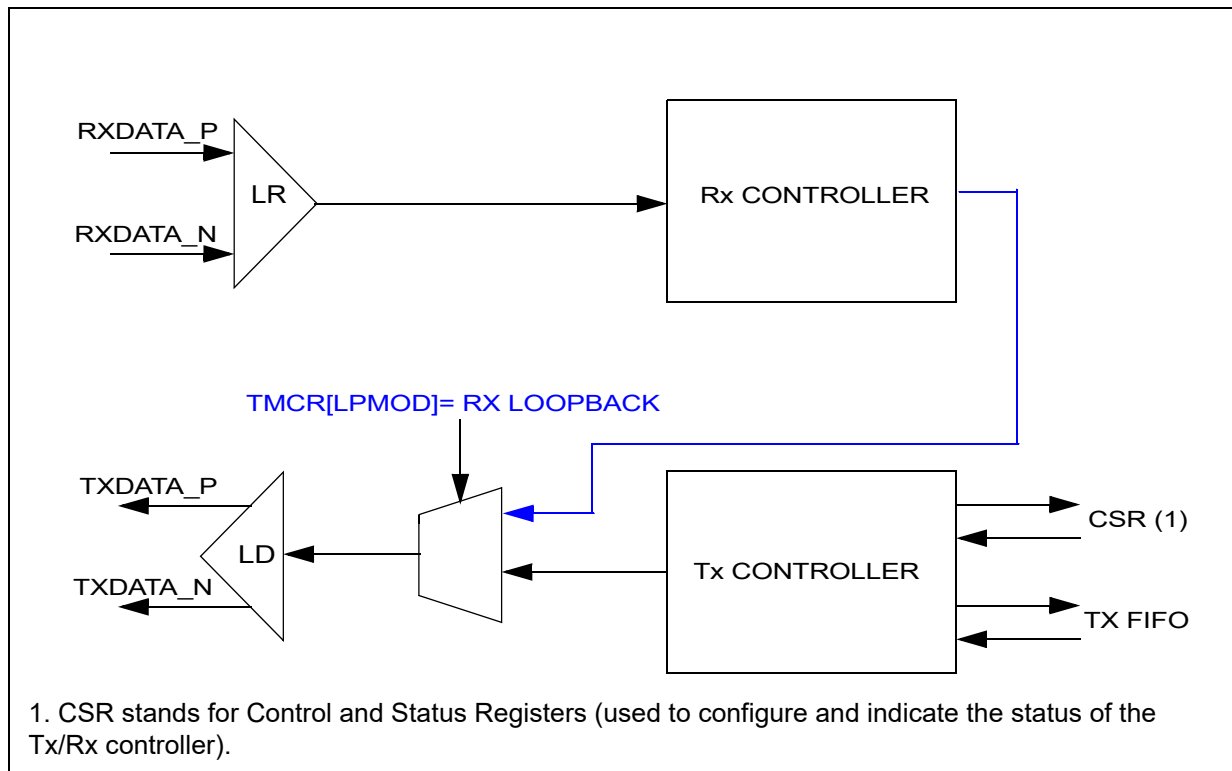 RXDATA_P
LR
RXDATA_N
Rx CONTROLLER
TMCR[LPMOD]= RX LOOPBACK
TXDATA_P
LD
TXDATA_N
Tx CONTROLLER
CSR (1)
TX FIFO
1. CSR stands for Control and Status Registers (used to configure and indicate the status of the
Tx/Rx controller).